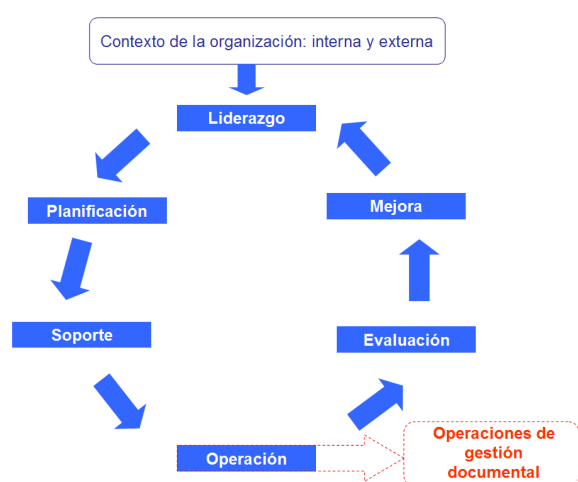 Contexto de la organización: interna y externa
Liderazgo
Planificación
Mejora
Soporte
Evaluación
Operación
Operaciones de
gestión
documental